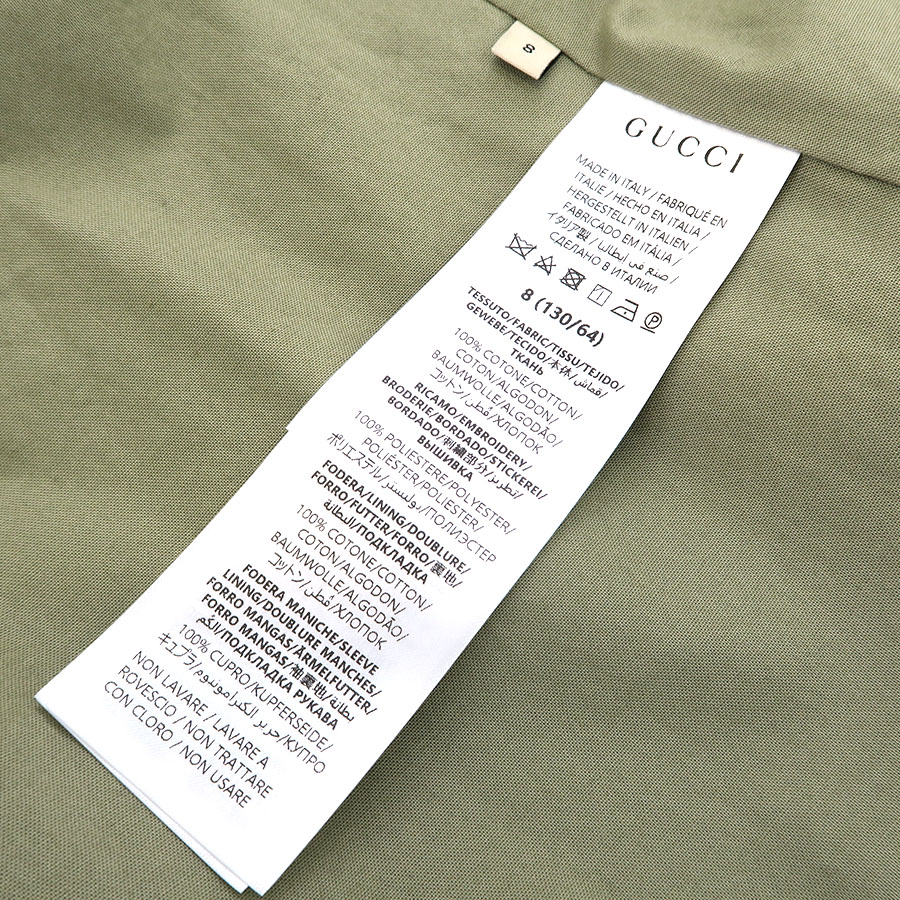 8
GUCCI
MADE IN ITALY / FABRIQUÉ EN
ITALIE / HECHO EN ITALIA /
HERGESTELLT IN ITALIEN /
FABRICADO EM ITÁLIA /
イタリア製 / صنع في إيطاليا /
СДЕЛАНО В ИТАЛИИ
8 (130/64)
TESSUTO/FABRIC/TISSU/TEJIDO/
GEWEBE/TECIDO/本体/قماش/
ТКАНЬ
100% COTONE/COTTON/
COTON/ALGODON/
BAUMWOLLE/ALGODÃO/
コットン/قطن/ХЛОПОК
RICAMO/EMBROIDERY/
BRODERIE/BORDADO/STICKEREI/
BORDADO/刺繍部分/تطريز/
ВЫШИВКА
100% POLIESTERE/POLYESTER/
POLYESTER/POLIESTER/
ポリエステル/بوليستر/ПОЛИЭСТЕР
FODERA/LINING/DOUBLURE/
FORRO/FUTTER/FORRO/裏地/
البطانة/ПОДКЛАДКА
100% COTONE/COTTON/
COTON/ALGODON/
BAUMWOLLE/ALGODÃO/
コットン/قطن/ХЛОПОК
FODERA MANICHE/SLEEVE
LINING/DOUBLURE MANCHES/
FORRO MANGAS/ÄRMELFUTTER/
FORRO MANGAS/袖裏地/بطانة
الكم/ПОДКЛАДКА РУКАВА
100% CUPRO/KUPFERSEIDE/
キュプラ/حرير الكبرامونيوم/КУПРО
NON LAVARE / LAVARE A
ROVESCIO / NON TRATTARE
CON CLORO / NON USARE